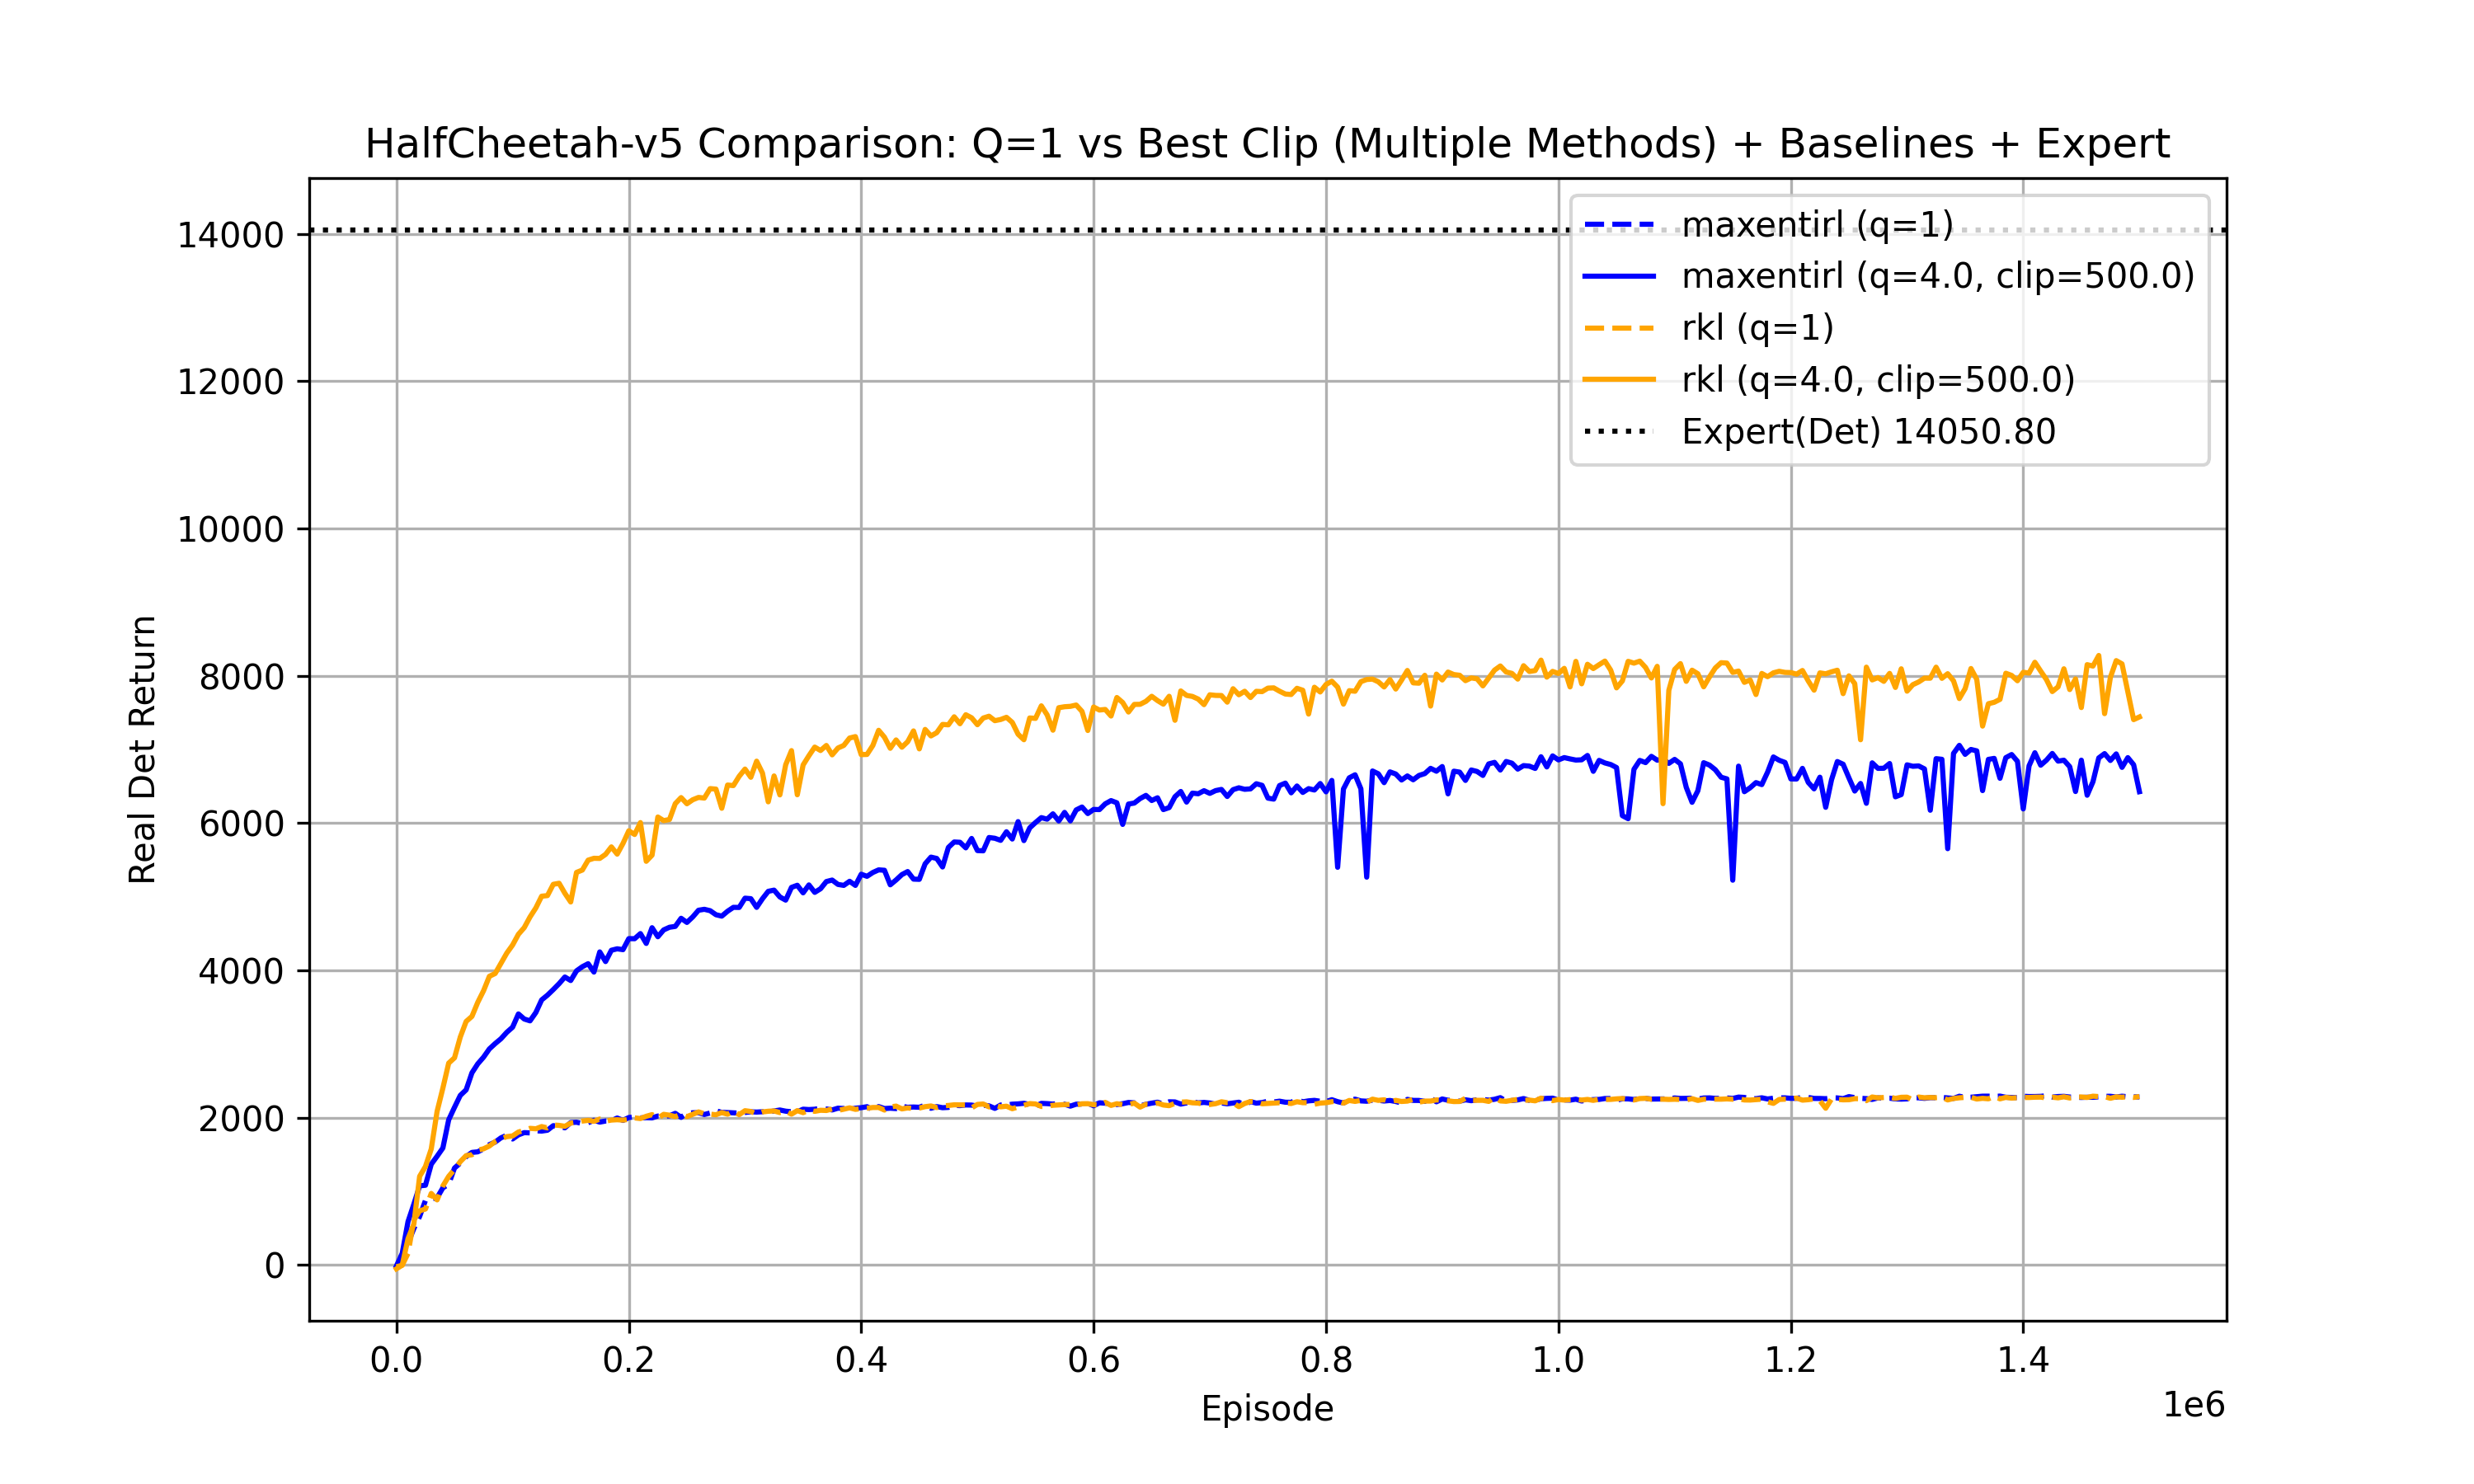 HalfCheetah-v5 Comparison: Q=1 vs Best Clip (Multiple Methods) + Baselines + Expert
maxentirl (q=1)
maxentirl (q=4.0, clip=500.0)
rkl (q=1)
rkl (q=4.0, clip=500.0)
Expert(Det) 14050.80
Real Det Return
14000
12000
10000
8000
6000
4000
2000
0
0.0 0.2 0.4 0.6 0.8 1.0 1.2 1.4
1e6
Episode